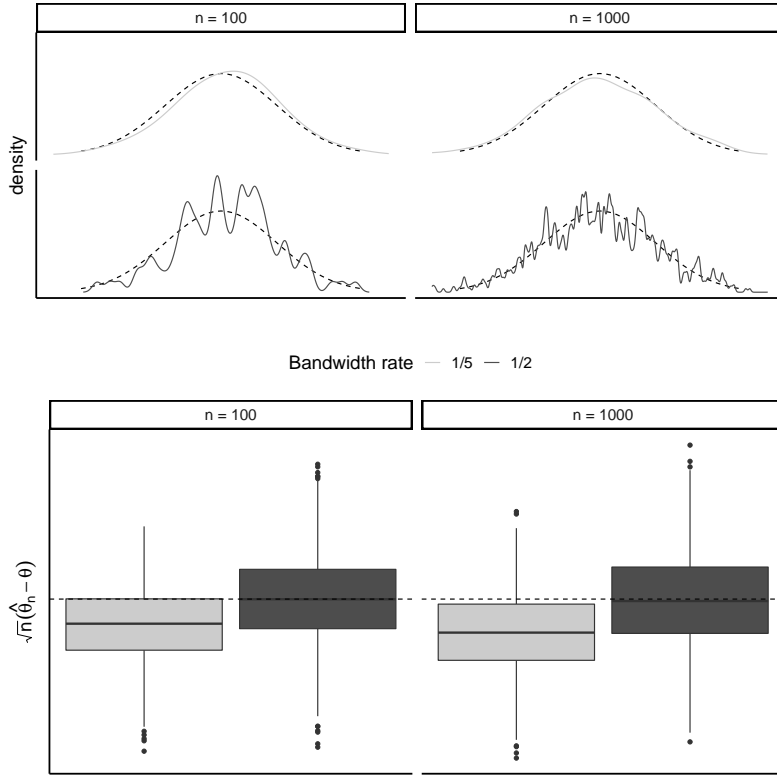 n = 100
n = 1000
density
Bandwidth rate 1/5 1/2
n = 100
n = 1000
√n(θ̂ₙ − θ)